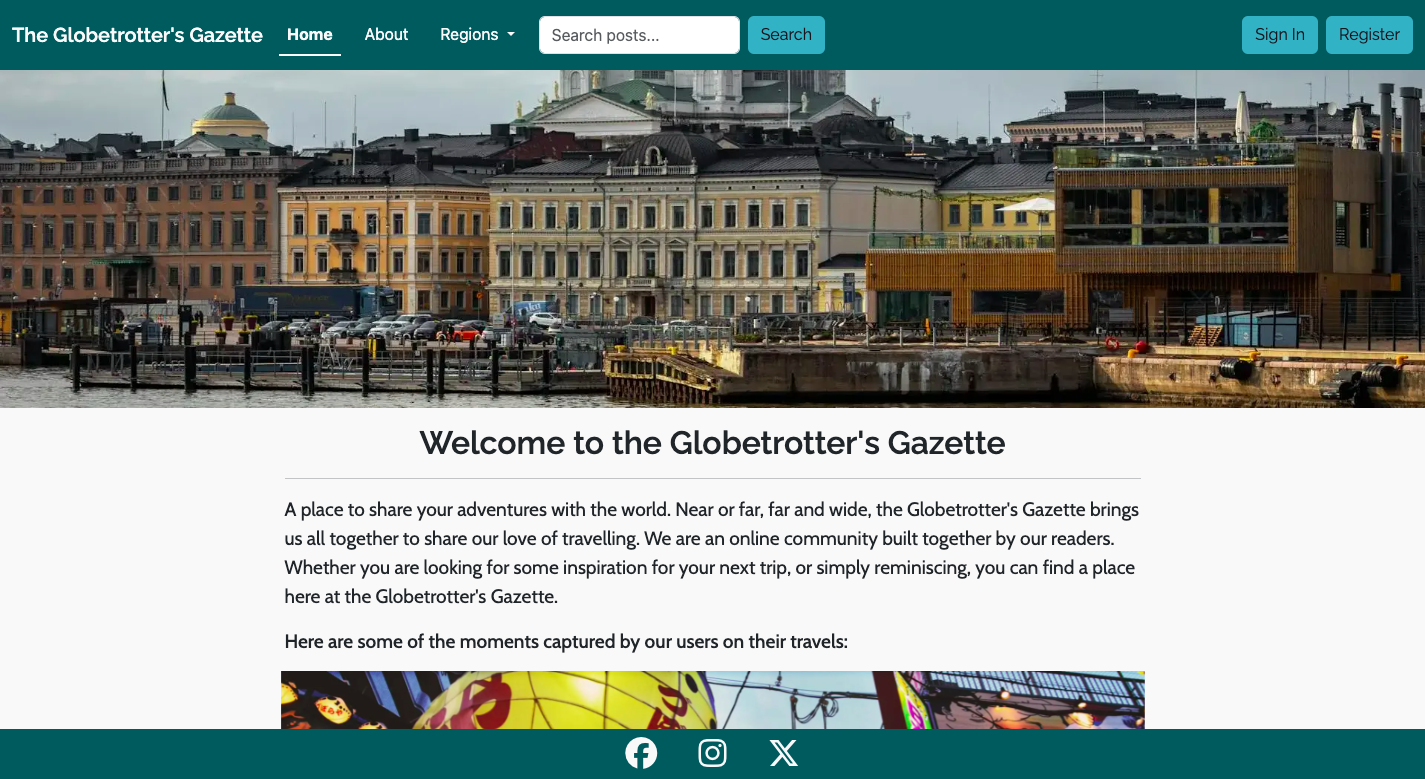 The Globetrotter's Gazette Home About Regions Search posts... Search Sign In Register
Welcome to the Globetrotter's Gazette
A place to share your adventures with the world. Near or far, far and wide, the Globetrotter's Gazette brings
us all together to share our love of travelling. We are an online community built together by our readers.
Whether you are looking for some inspiration for your next trip, or simply reminiscing, you can find a place
here at the Globetrotter's Gazette.
Here are some of the moments captured by our users on their travels: